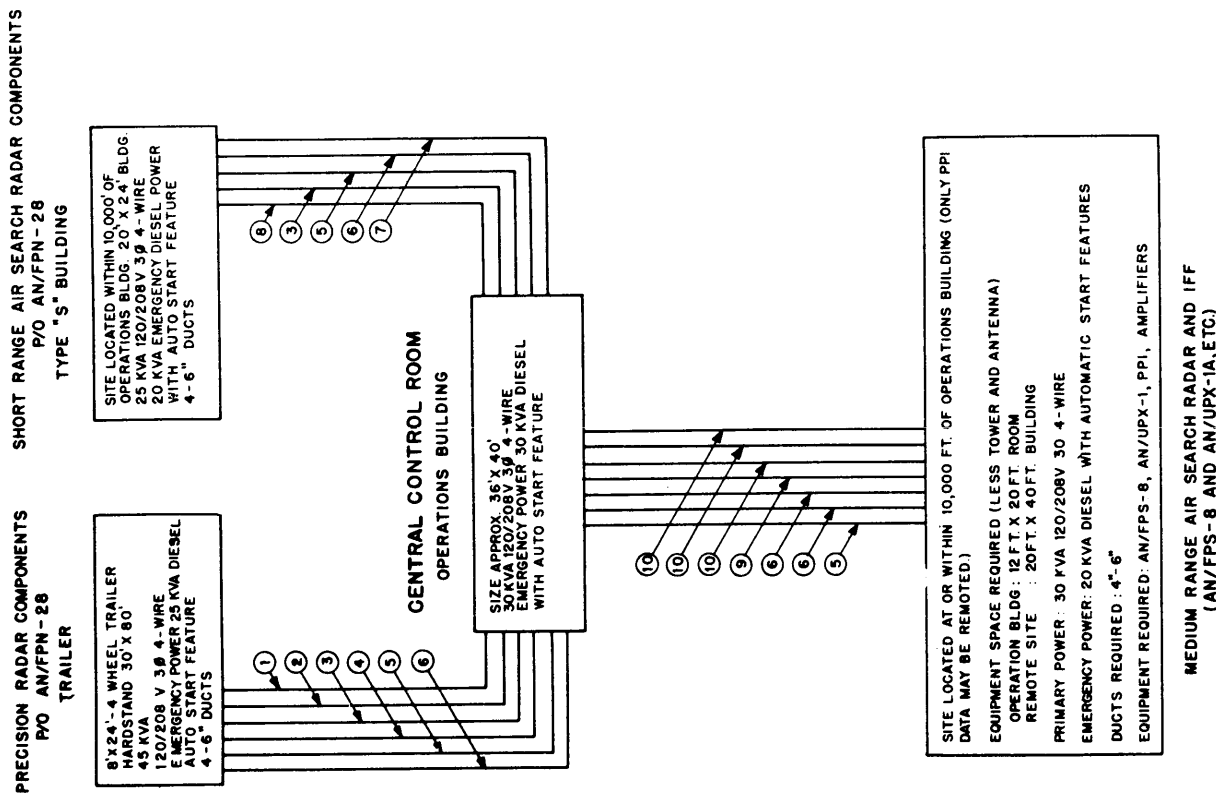 PRECISION RADAR COMPONENTS
P/O AN/FPN-28
TRAILER
8'X24'-4 WHEEL TRAILER
HARDSTAND 30'X 80'
45 KVA
120/208 V 3Ø 4-WIRE
EMERGENCY POWER 25 KVA DIESEL
AUTO START FEATURE
4-6" DUCTS
SHORT RANGE AIR SEARCH RADAR COMPONENTS
P/O AN/FPN-28
TYPE "S" BUILDING
SITE LOCATED WITHIN 10,000' OF
OPERATIONS BLDG. 20' X 24' BLDG.
25 KVA 120/208V 3Ø 4-WIRE
20 KVA EMERGENCY DIESEL POWER
WITH AUTO START FEATURE
4-6" DUCTS
1
2
3
4
5
6
8
3
5
6
7
CENTRAL CONTROL ROOM
OPERATIONS BUILDING
SIZE APPROX. 36'X 40'
30 KVA 120/208V 3Ø 4-WIRE
EMERGENCY POWER 30 KVA DIESEL
WITH AUTO START FEATURE
10
10
10
9
6
6
5
SITE LOCATED AT OR WITHIN 10,000 FT. OF OPERATIONS BUILDING (ONLY PPI
DATA MAY BE REMOTED.)
EQUIPMENT SPACE REQUIRED (LESS TOWER AND ANTENNA)
OPERATION BLDG: 12 FT. X 20 FT. ROOM
REMOTE SITE : 20FT. X 40FT. BUILDING
PRIMARY POWER: 30 KVA 120/208V 30 4-WIRE
EMERGENCY POWER: 20 KVA DIESEL WITH AUTOMATIC START FEATURES
DUCTS REQUIRED: 4"-6"
EQUIPMENT REQUIRED: AN/FPS-8, AN/UPX-1, PPI, AMPLIFIERS
MEDIUM RANGE AIR SEARCH RADAR AND IFF
(AN/FPS-8 AND AN/UPX-1A, ETC.)